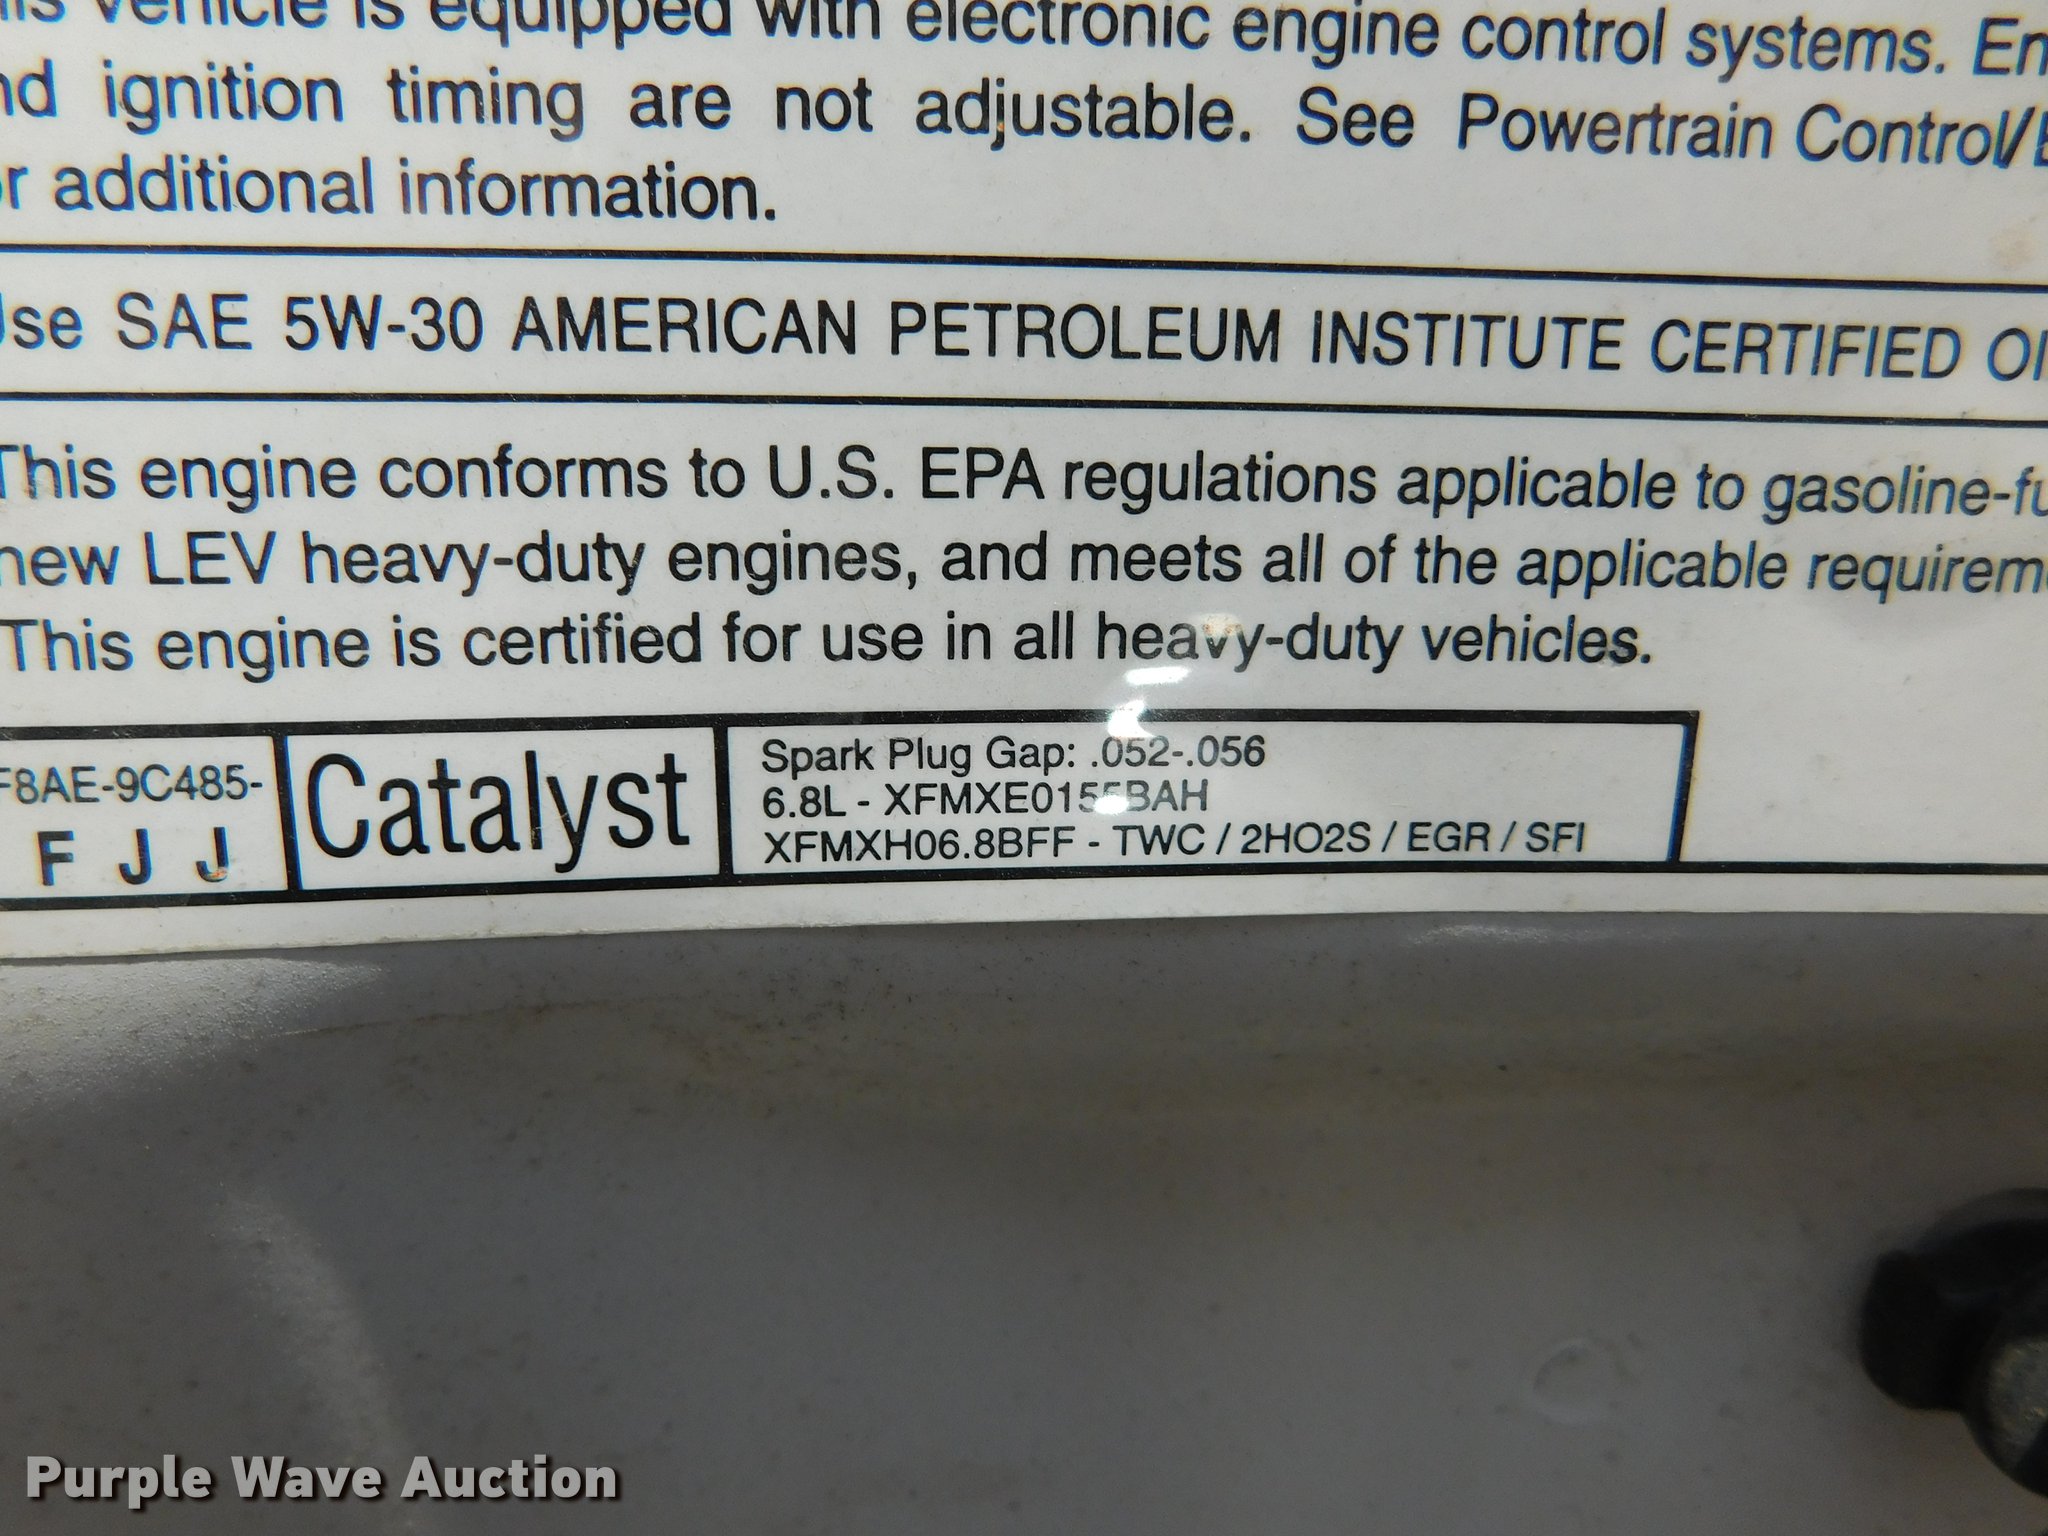 his vehicle is equipped with electronic engine control systems. En
nd ignition timing are not adjustable. See Powertrain Control/E
or additional information.
Use SAE 5W-30 AMERICAN PETROLEUM INSTITUTE CERTIFIED OI
This engine conforms to U.S. EPA regulations applicable to gasoline-fu
new LEV heavy-duty engines, and meets all of the applicable requireme
This engine is certified for use in all heavy-duty vehicles.
F8AE-9C485-
F J J
Catalyst
Spark Plug Gap: .052-.056
6.8L - XFMXE0155BAH
XFMXH06.8BFF - TWC / 2HO2S / EGR / SFI
Purple Wave Auction